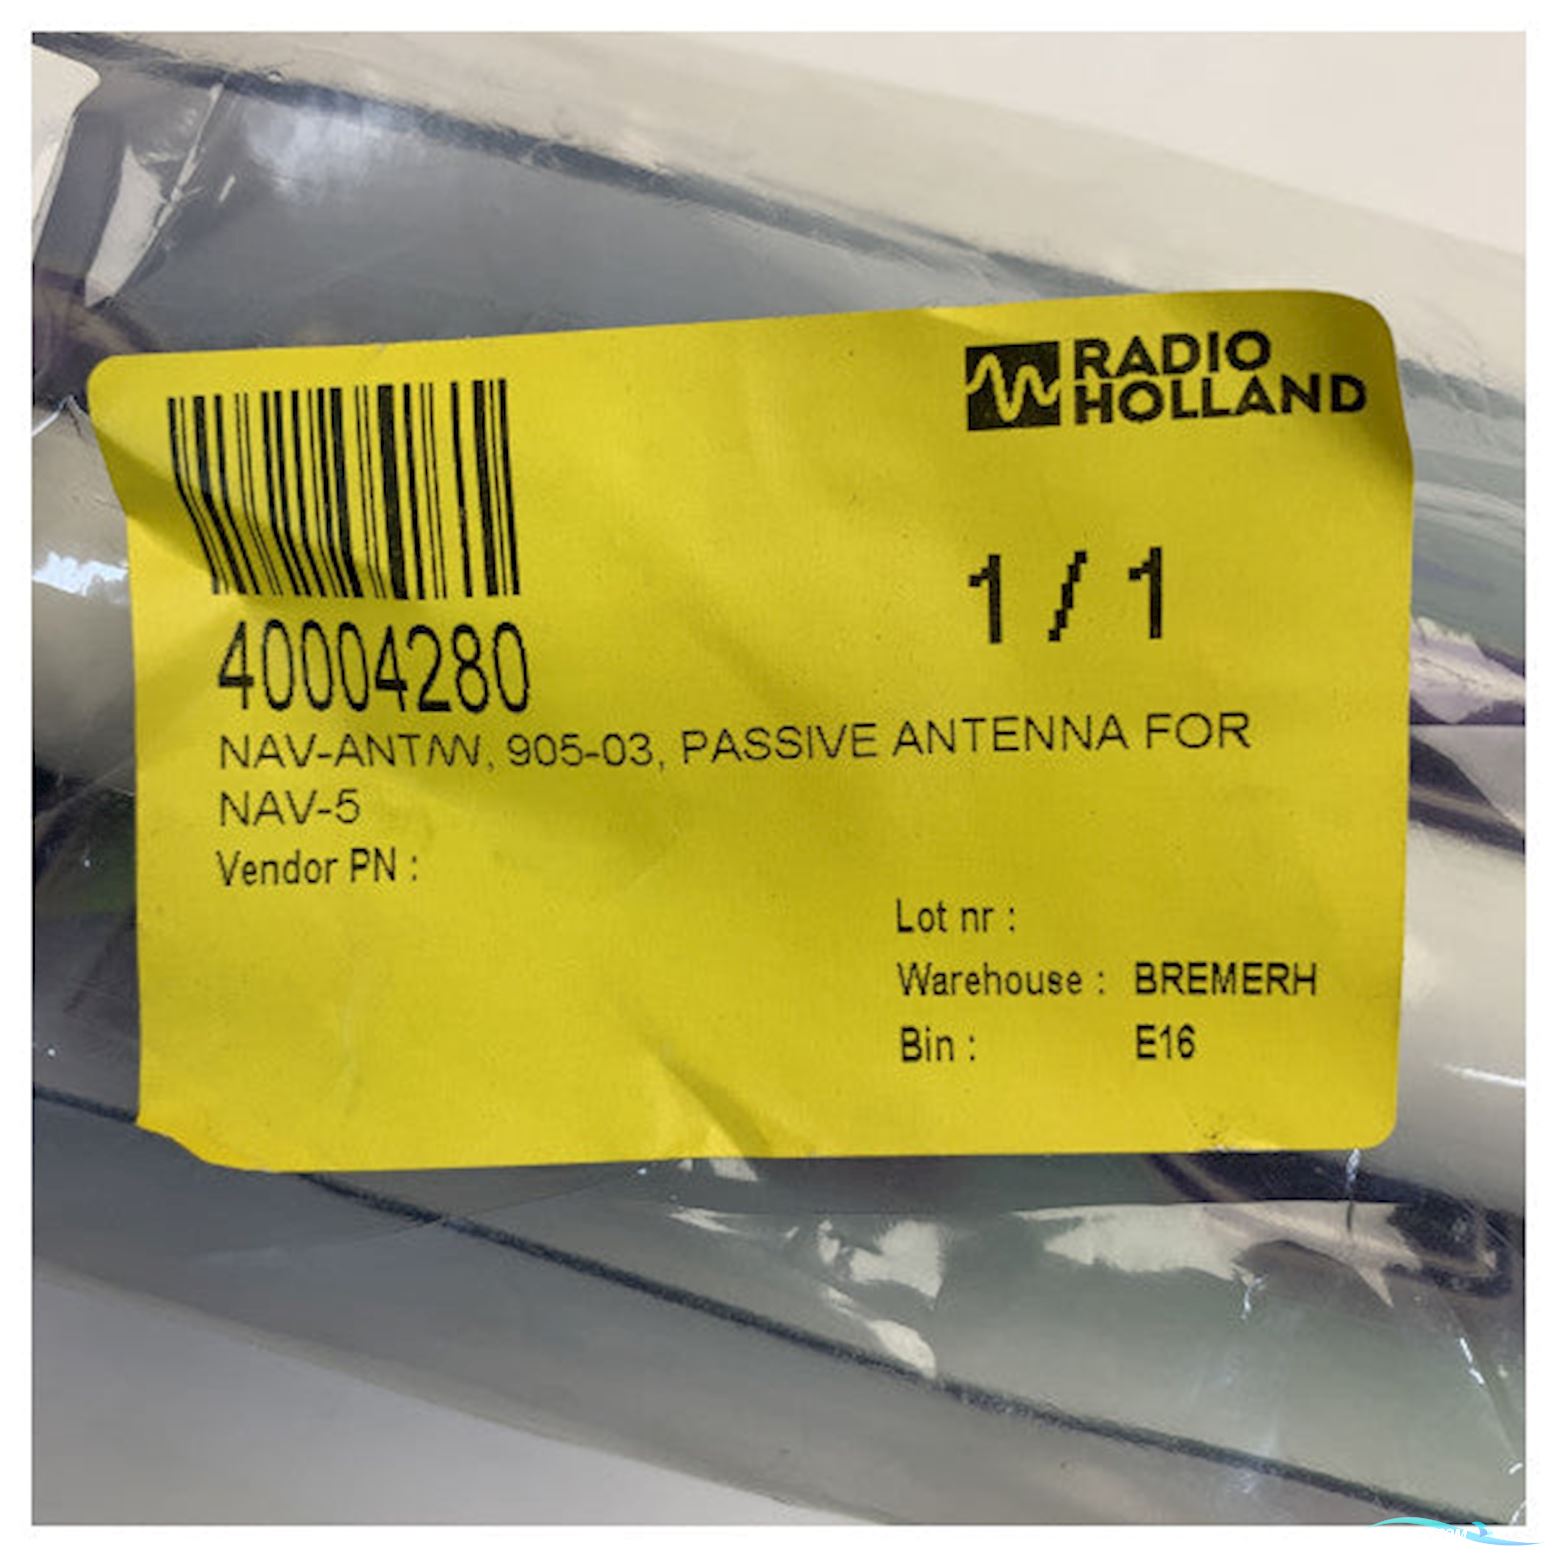 RADIO
HOLLAND
1 / 1
40004280
NAV-ANT/W, 905-03, PASSIVE ANTENNA FOR
NAV-5
Vendor PN :
Lot nr :
Warehouse : BREMERH
Bin : E16